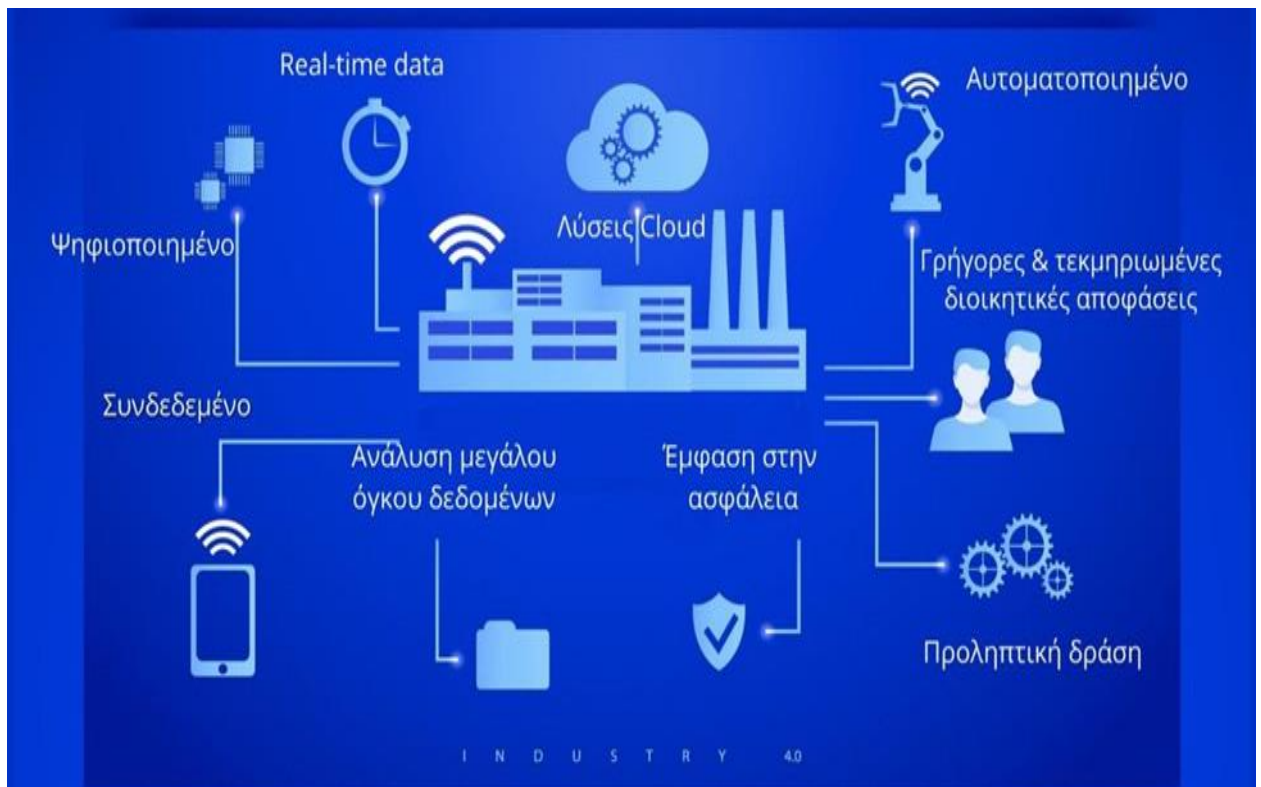 Real-time data
Αυτοματοποιημένο
Λύσεις Cloud
Ψηφιοποιημένο
Γρήγορες & τεκμηριωμένες
διοικητικές αποφάσεις
Συνδεδεμένο
Ανάλυση μεγάλου
όγκου δεδομένων
Έμφαση στην
ασφάλεια
Προληπτική δράση
INDUSTRY 4.0